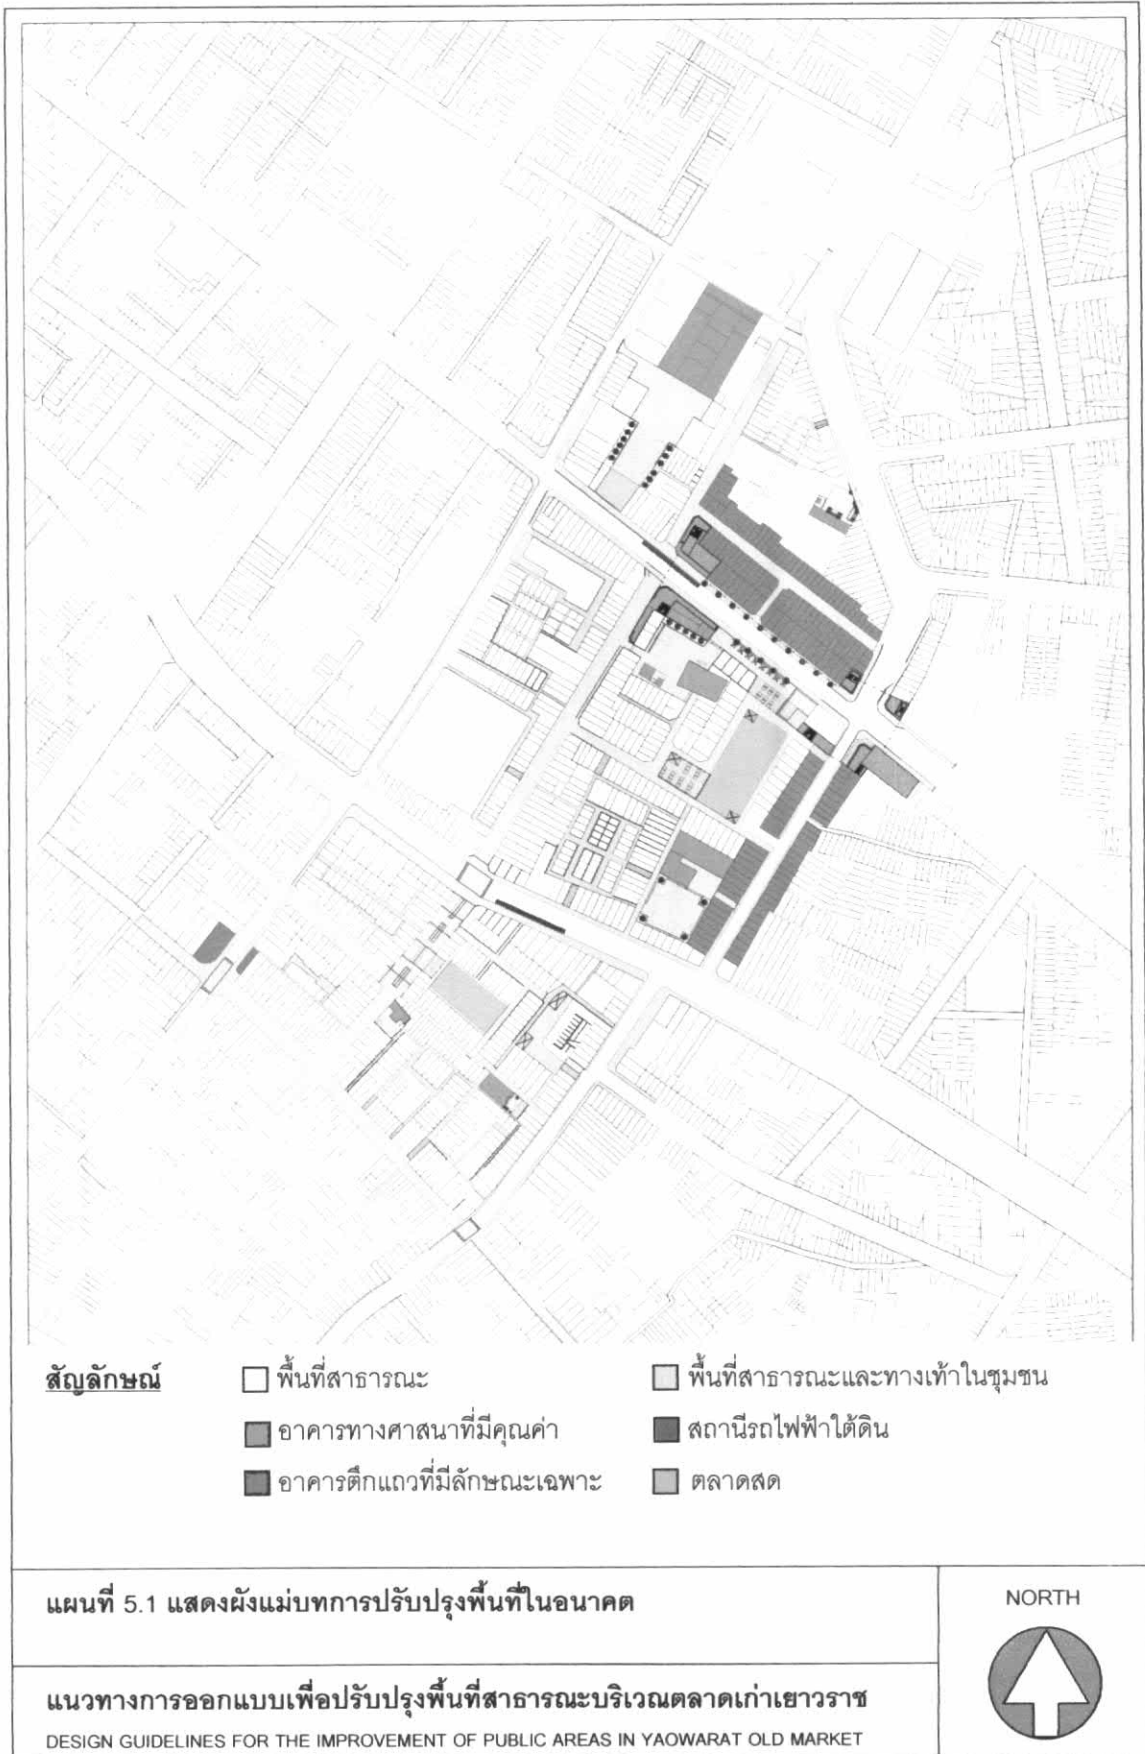 สัญลักษณ์
พื้นที่สาธารณะ
อาคารทางศาสนาที่มีคุณค่า
อาคารตึกแถวที่มีลักษณะเฉพาะ
พื้นที่สาธารณะและทางเท้าในชุมชน
สถานีรถไฟฟ้าใต้ดิน
ตลาดสด
แผนที่ 5.1 แสดงผังแม่บทการปรับปรุงพื้นที่ในอนาคต
NORTH
แนวทางการออกแบบเพื่อปรับปรุงพื้นที่สาธารณะบริเวณตลาดเก่าเยาวราช
DESIGN GUIDELINES FOR THE IMPROVEMENT OF PUBLIC AREAS IN YAOWARAT OLD MARKET